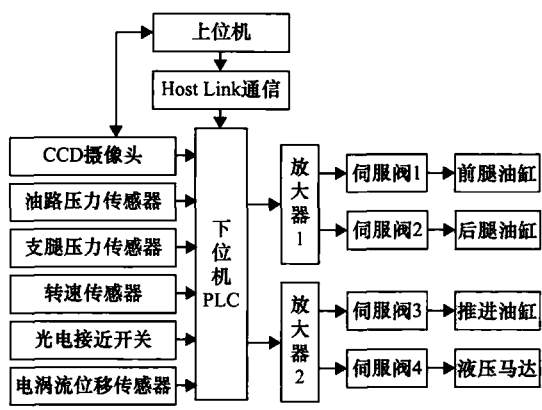 上位机
Host Link通信
CCD摄像头
油路压力传感器
支腿压力传感器
转速传感器
光电接近开关
电涡流位移传感器
下位机PLC
放大器1
伺服阀1
前腿油缸
伺服阀2
后腿油缸
放大器2
伺服阀3
推进油缸
伺服阀4
液压马达